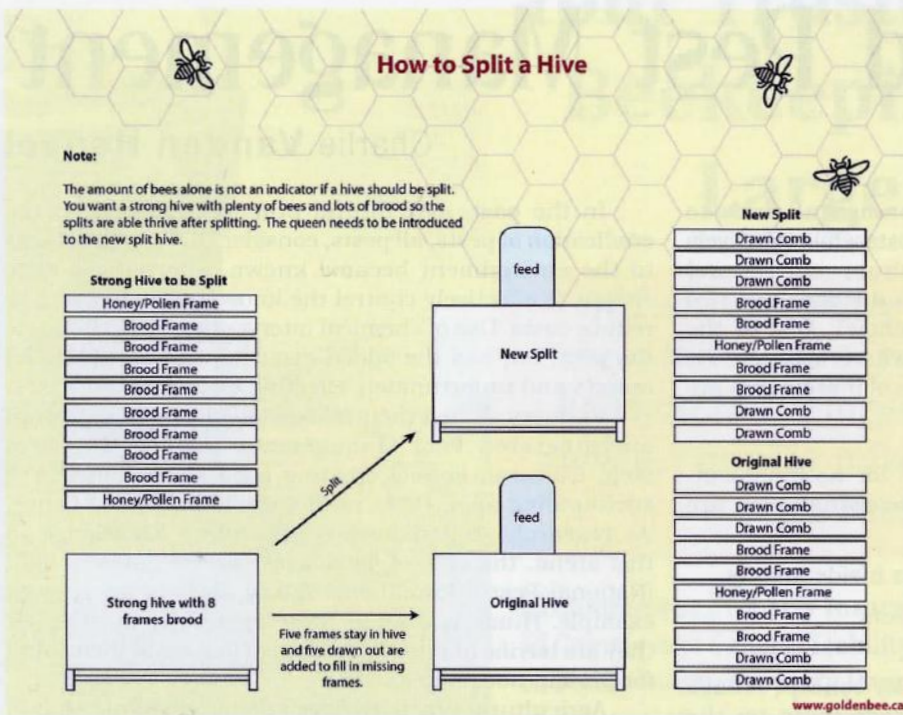 How to Split a Hive
Note:
The amount of bees alone is not an indicator if a hive should be split.
You want a strong hive with plenty of bees and lots of brood so the
splits are able thrive after splitting. The queen needs to be introduced
to the new split hive.
Strong Hive to be Split
Honey/Pollen Frame
Brood Frame
Brood Frame
Brood Frame
Brood Frame
Brood Frame
Brood Frame
Brood Frame
Brood Frame
Honey/Pollen Frame
Strong hive with 8
frames brood
Split
Five frames stay in hive
and five drawn out are
added to fill in missing
frames.
feed
New Split
feed
Original Hive
New Split
Drawn Comb
Drawn Comb
Drawn Comb
Brood Frame
Brood Frame
Honey/Pollen Frame
Brood Frame
Brood Frame
Drawn Comb
Drawn Comb
Original Hive
Drawn Comb
Drawn Comb
Drawn Comb
Brood Frame
Brood Frame
Honey/Pollen Frame
Brood Frame
Brood Frame
Drawn Comb
Drawn Comb
www.goldenbee.ca